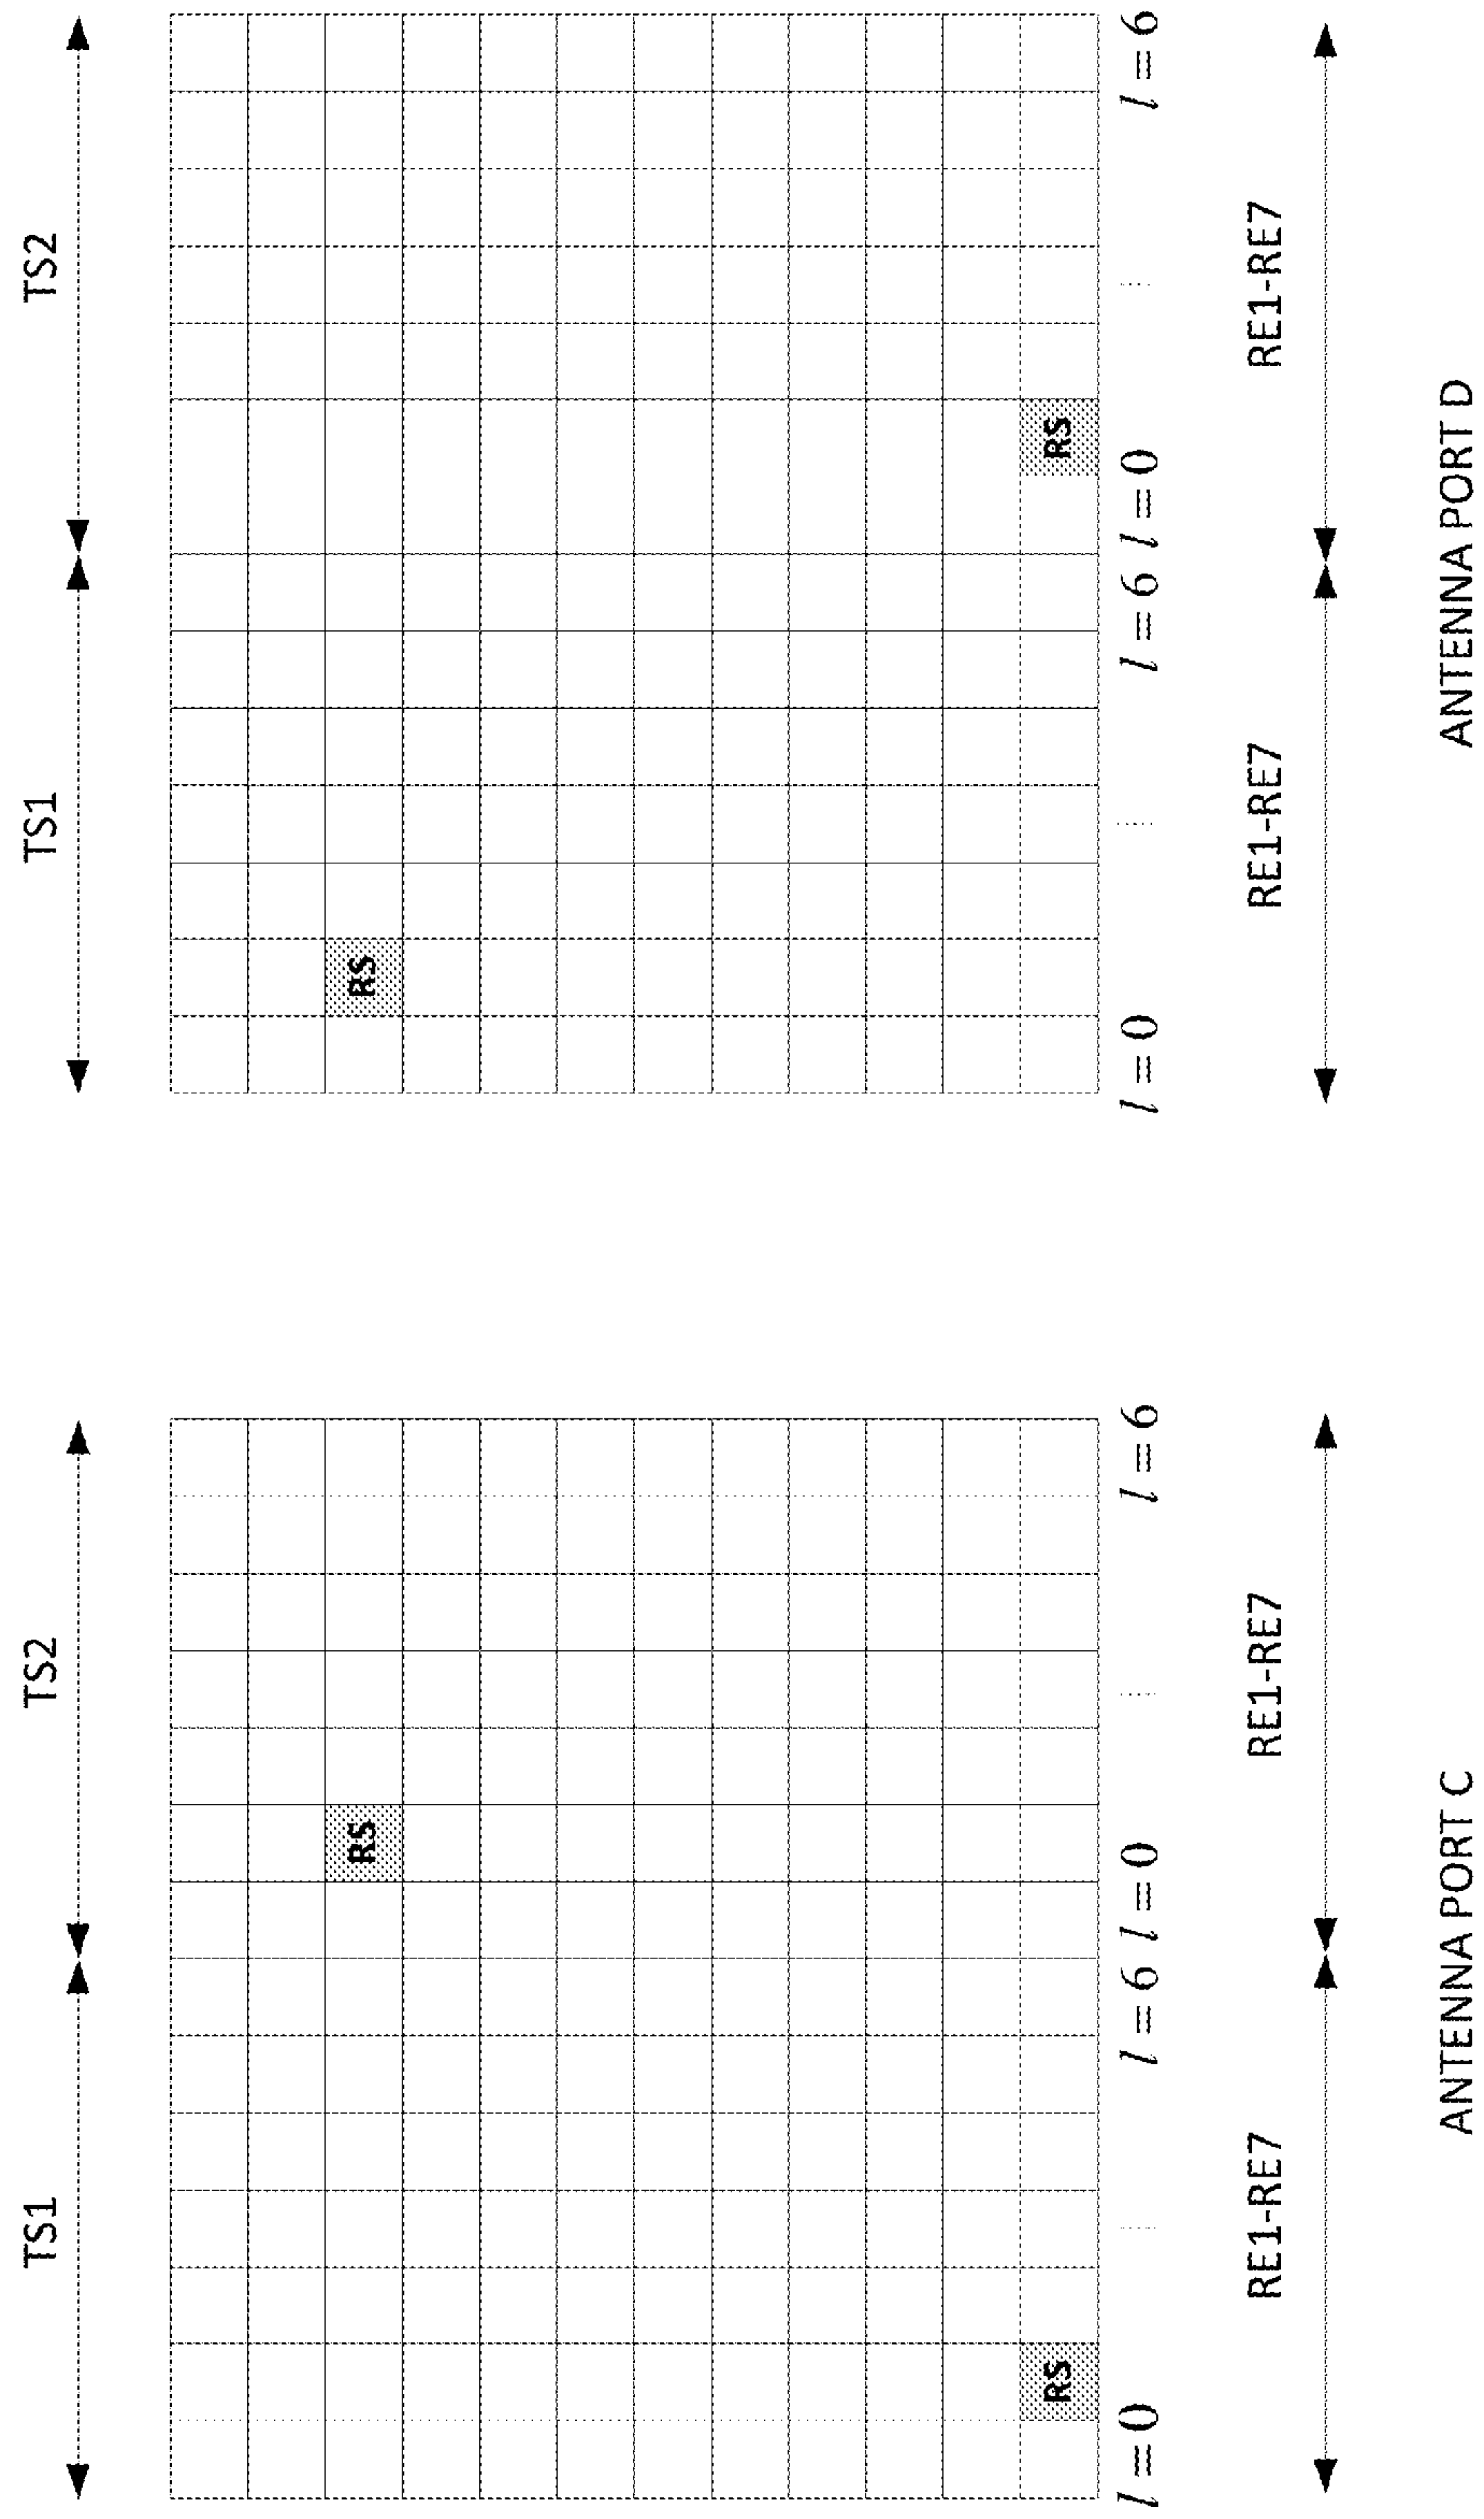 TS1
TS2
TS1
TS2
RS
RS
RS
RS
l = 0
⋮
l = 6
l = 0
⋮
l = 6
l = 0
⋮
l = 6
l = 0
⋮
l = 6
RE1-RE7
RE1-RE7
RE1-RE7
RE1-RE7
ANTENNA PORT C
ANTENNA PORT D